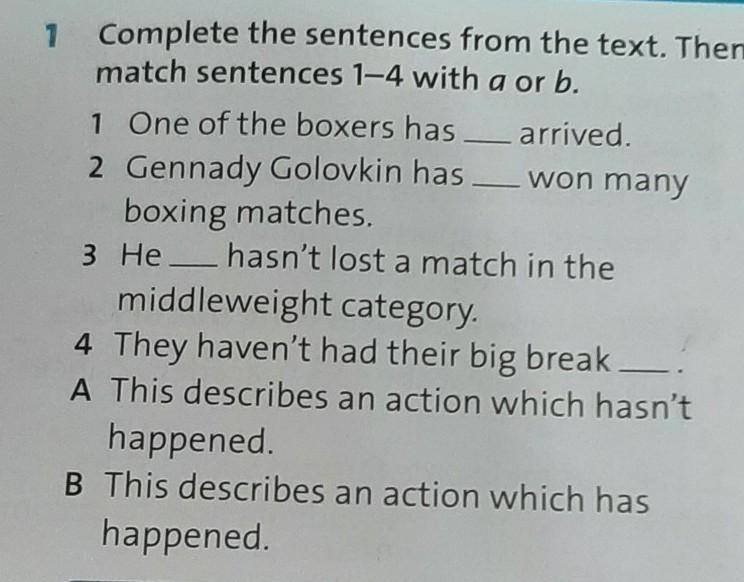 1 Complete the sentences from the text. Then
match sentences 1–4 with a or b.
1 One of the boxers has ___ arrived.
2 Gennady Golovkin has ___ won many
boxing matches.
3 He ___ hasn't lost a match in the
middleweight category.
4 They haven't had their big break ___.
A This describes an action which hasn't
happened.
B This describes an action which has
happened.